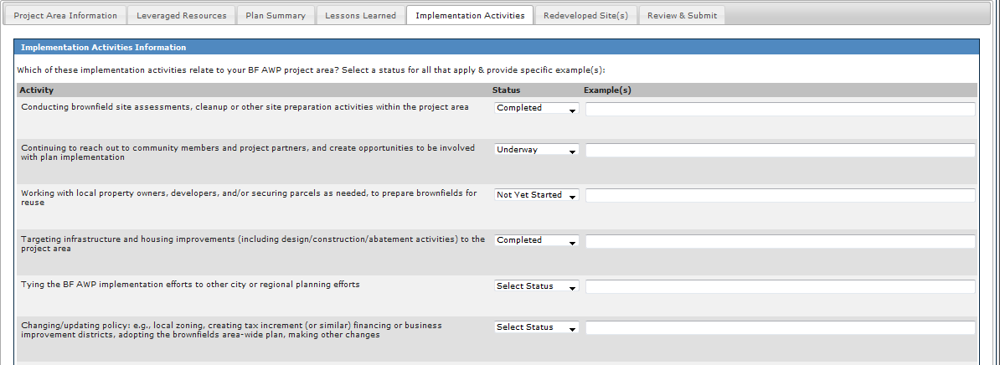 Project Area Information Leveraged Resources Plan Summary Lessons Learned Implementation Activities Redeveloped Site(s) Review & Submit
Implementation Activities Information
Which of these implementation activities relate to your BF AWP project area? Select a status for all that apply & provide specific example(s):
Activity Status Example(s)
Conducting brownfield site assessments, cleanup or other site preparation activities within the project area Completed
Continuing to reach out to community members and project partners, and create opportunities to be involved Underway
with plan implementation
Working with local property owners, developers, and/or securing parcels as needed, to prepare brownfields for Not Yet Started
reuse
Targeting infrastructure and housing improvements (including design/construction/abatement activities) to the Completed
project area
Tying the BF AWP implementation efforts to other city or regional planning efforts Select Status
Changing/updating policy: e.g., local zoning, creating tax increment (or similar) financing or business Select Status
improvement districts, adopting the brownfields area-wide plan, making other changes